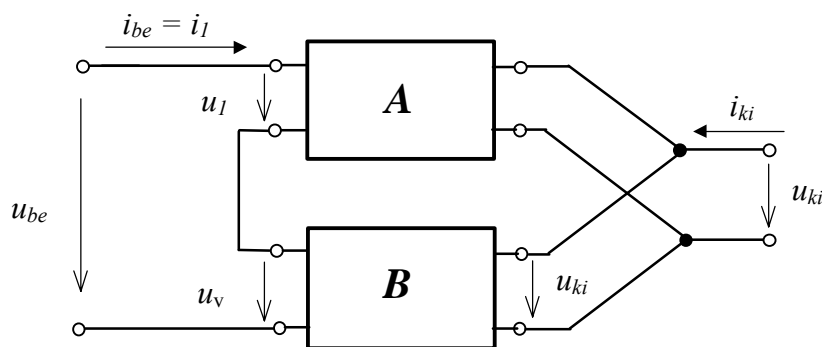 i_be = i_1
A
u_1
i_ki
u_be
u_ki
B
u_v
u_ki